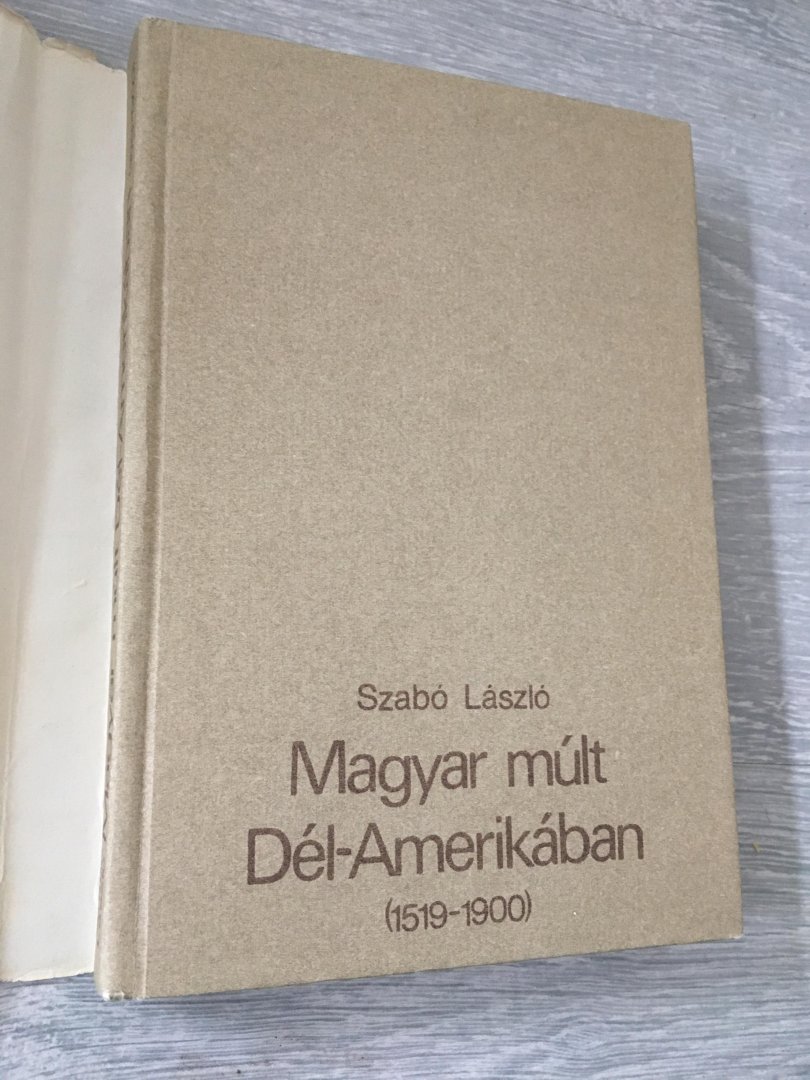 Szabó László
Magyar múlt
Dél-Amerikában
(1519-1900)